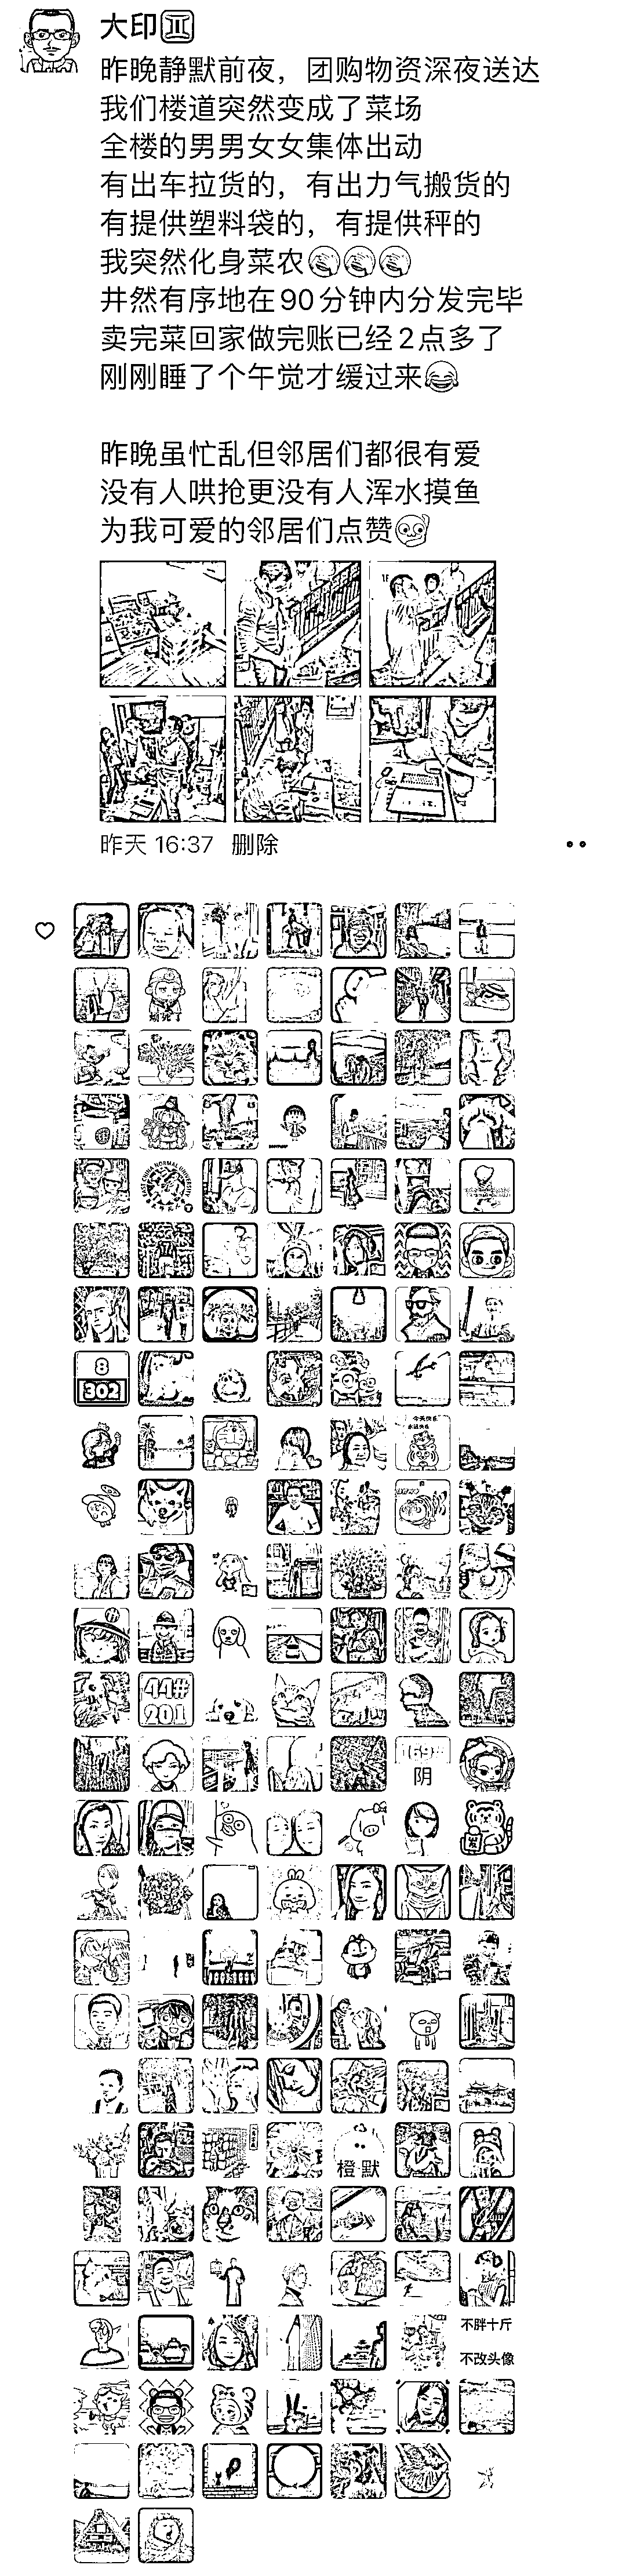 大印♊
昨晚静默前夜，团购物资深夜送达
我们楼道突然变成了菜场
全楼的男男女女集体出动
有出车拉货的，有出力气搬货的
有提供塑料袋的，有提供秤的
我突然化身菜农
井然有序地在90分钟内分发完毕
卖完菜回家做完账已经2点多了
刚刚睡了个午觉才缓过来😂
昨晚虽忙乱但邻居们都很有爱
没有人哄抢更没有人浑水摸鱼
为我可爱的邻居们点赞
昨天 16:37 删除
8
302
44#
201
阴
橙默
不胖十斤
不改头像